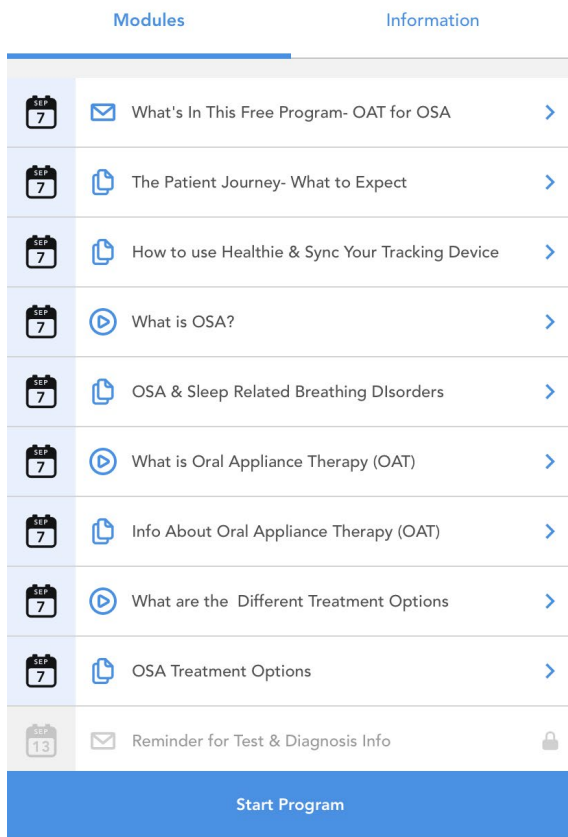 Modules
Information
SEP
7
What's In This Free Program- OAT for OSA
SEP
7
The Patient Journey- What to Expect
SEP
7
How to use Healthie & Sync Your Tracking Device
SEP
7
What is OSA?
SEP
7
OSA & Sleep Related Breathing DIsorders
SEP
7
What is Oral Appliance Therapy (OAT)
SEP
7
Info About Oral Appliance Therapy (OAT)
SEP
7
What are the  Different Treatment Options
SEP
7
OSA Treatment Options
SEP
13
Reminder for Test & Diagnosis Info
Start Program